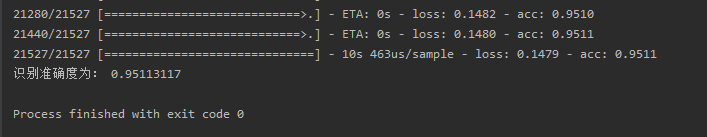 21280/21527 [============================>.] - ETA: 0s - loss: 0.1482 - acc: 0.9510
21440/21527 [============================>.] - ETA: 0s - loss: 0.1480 - acc: 0.9511
21527/21527 [==============================] - 10s 463us/sample - loss: 0.1479 - acc: 0.9511
识别准确度为： 0.95113117
Process finished with exit code 0